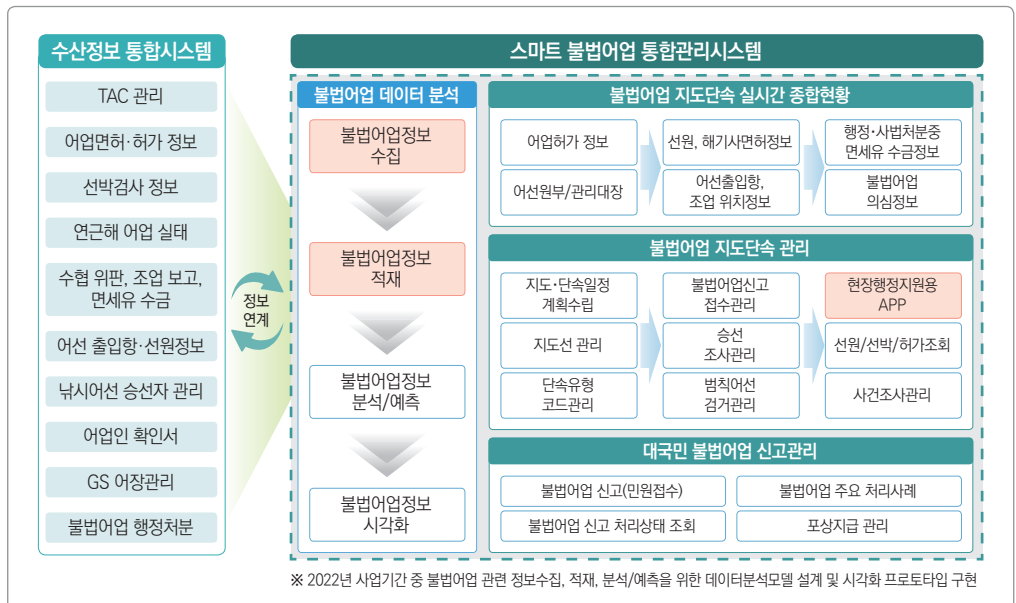 수산정보 통합시스템
TAC 관리
어업면허·허가 정보
선박검사 정보
연근해 어업 실태
수협 위판, 조업 보고,
면세유 수금
어선 출입항·선원정보
낚시어선 승선자 관리
어업인 확인서
GS 어장관리
불법어업 행정처분
정보
연계
스마트 불법어업 통합관리시스템
불법어업 데이터 분석
불법어업정보
수집
불법어업정보
적재
불법어업정보
분석/예측
불법어업정보
시각화
불법어업 지도단속 실시간 종합현황
어업허가 정보
어선원부/관리대장
선원, 해기사면허정보
어선출입항,
조업 위치정보
행정·사법처분중
면세유 수금정보
불법어업
의심정보
불법어업 지도단속 관리
지도·단속일정
계획수립
지도선 관리
단속유형
코드관리
불법어업신고
접수관리
승선
조사관리
범칙어선
검거관리
현장행정지원용
APP
선원/선박/허가조회
사건조사관리
대국민 불법어업 신고관리
불법어업 신고(민원접수)
불법어업 주요 처리사례
불법어업 신고 처리상태 조회
포상지급 관리
※ 2022년 사업기간 중 불법어업 관련 정보수집, 적재, 분석/예측을 위한 데이터분석모델 설계 및 시각화 프로토타입 구현